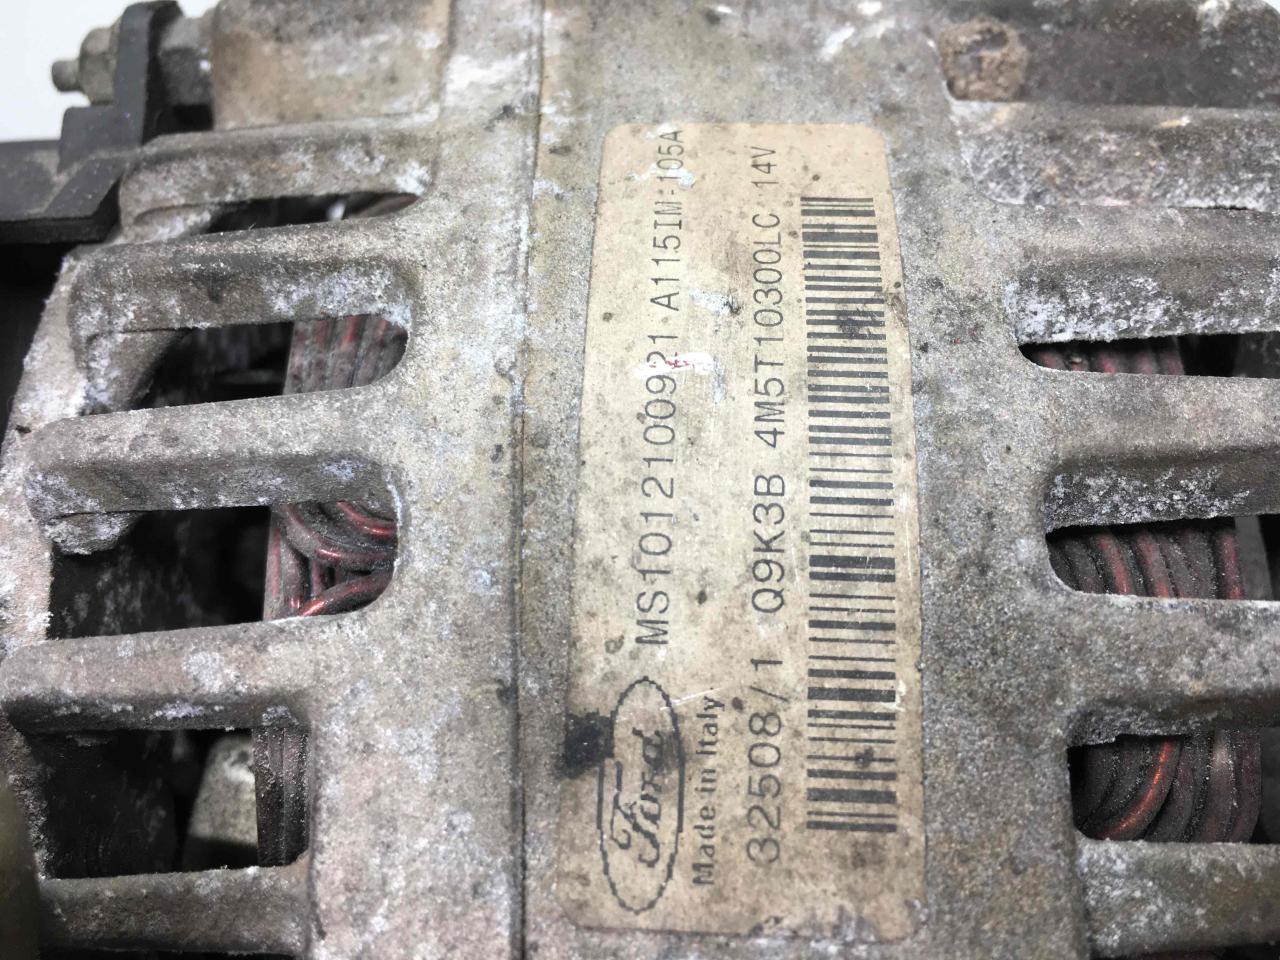 Ford
MS1012100921 A115IM-105A
Made in Italy
32508/1 Q9K3B 4M5T10300LC 14V